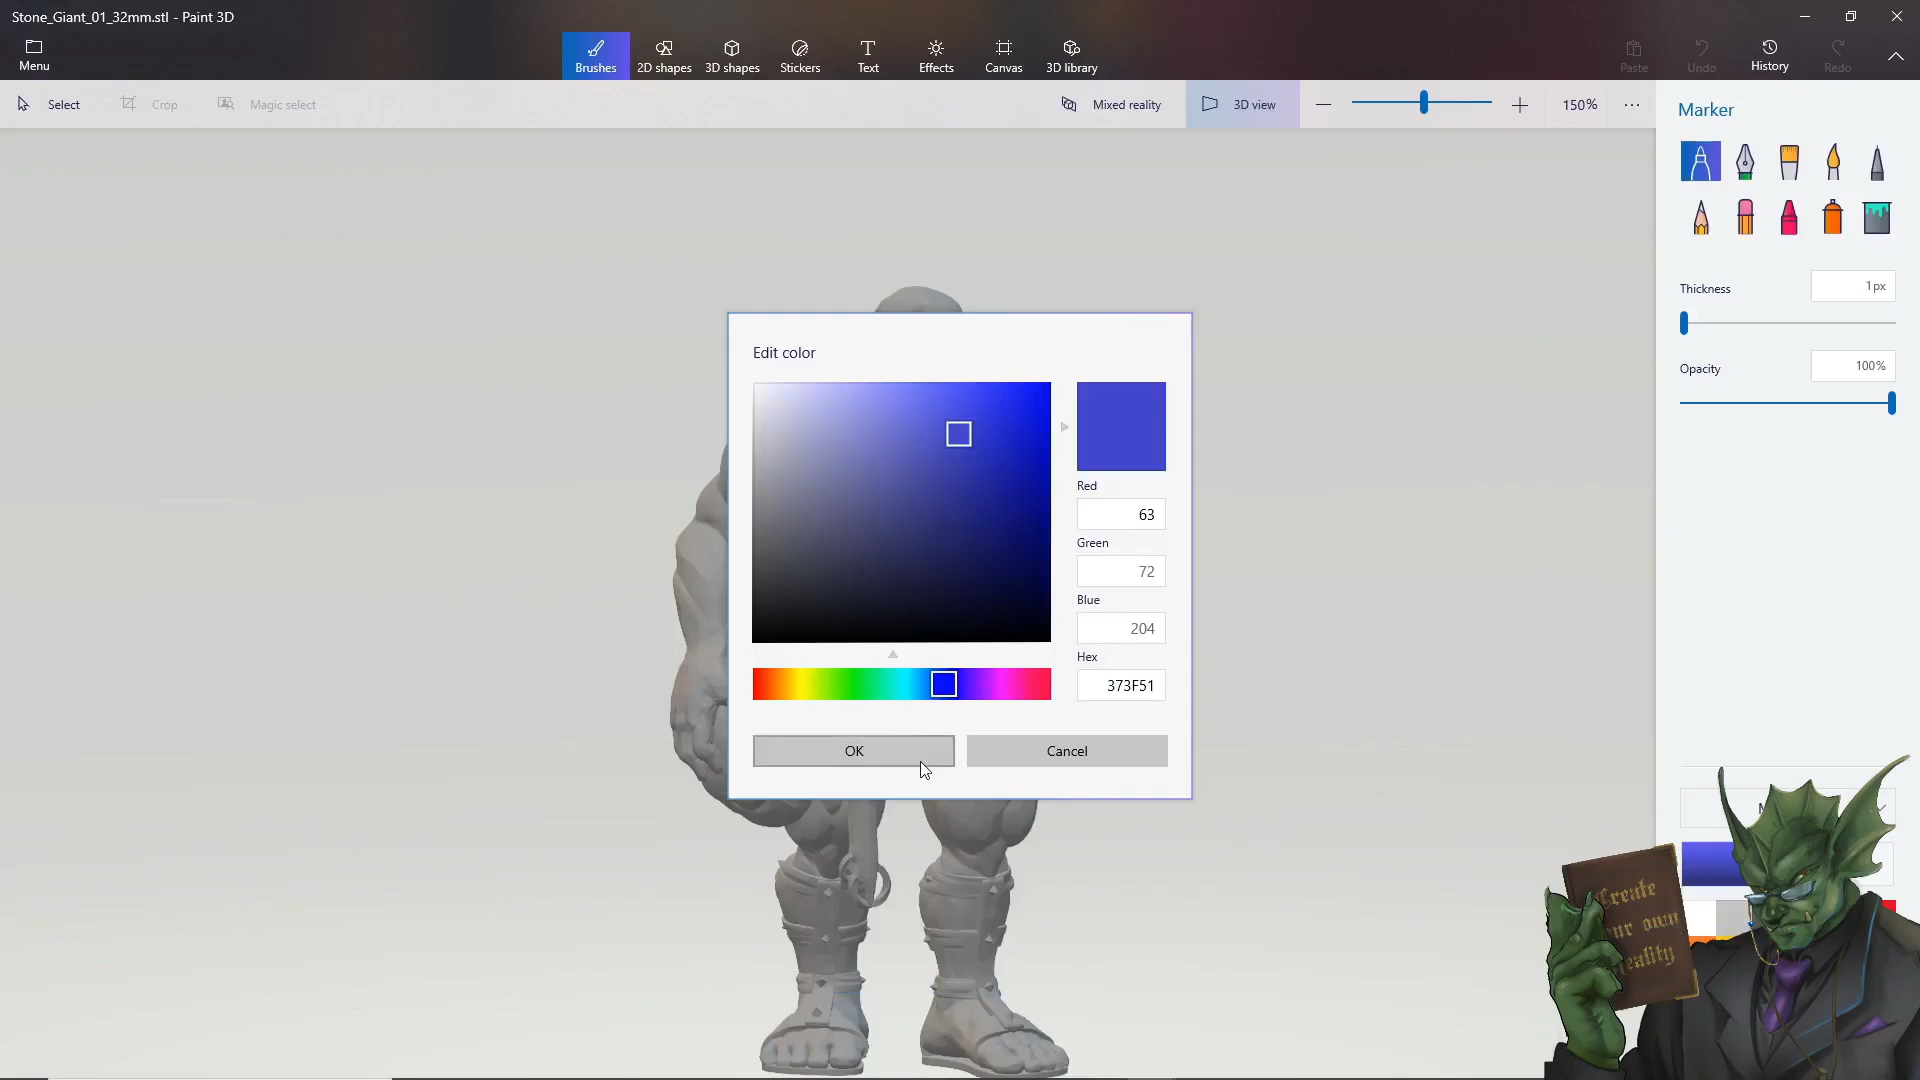 Stone_Giant_01_32mm.stl - Paint 3D
Menu
Brushes
2D shapes
3D shapes
Stickers
Text
Effects
Canvas
3D library
Paste
Undo
History
Redo
Select
Crop
Magic select
Mixed reality
3D view
150%
Marker
Thickness
1px
Opacity
100%
Edit color
Red
63
Green
72
Blue
204
Hex
373F51
OK
Cancel
Create
ur own
eality